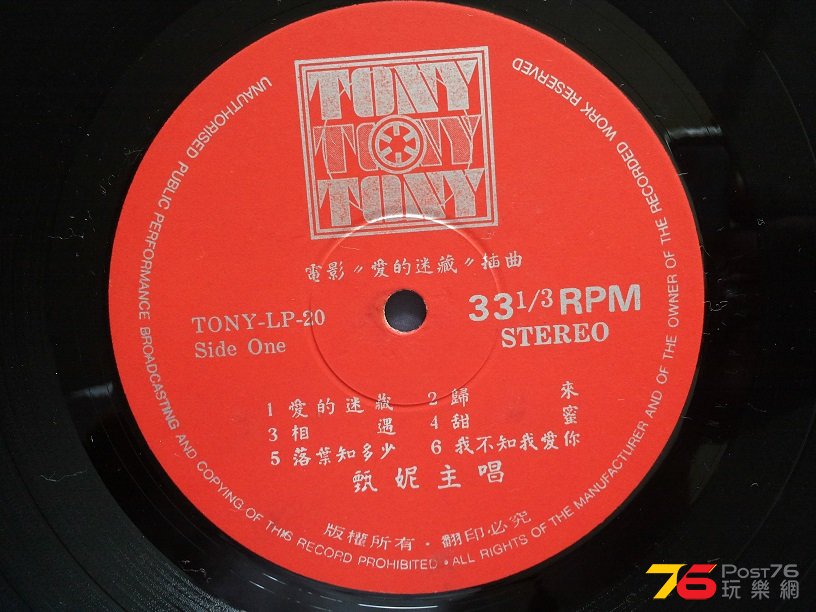 TONY
TONY
TONY
電影《愛的迷藏》插曲
TONY-LP-20
Side One
33 1/3 RPM
STEREO
1 愛的迷藏 2 歸來
3 相遇 4 甜蜜
5 落葉知多少 6 我不知我愛你
甄妮主唱
版權所有・翻印必究
UNAUTHORISED PUBLIC PERFORMANCE BROADCASTING AND COPYING OF THIS RECORD PROHIBITED • ALL RIGHTS OF THE MANUFACTURER AND OF THE OWNER OF THE RECORDED WORK RESERVED
76 POST76
玩樂網